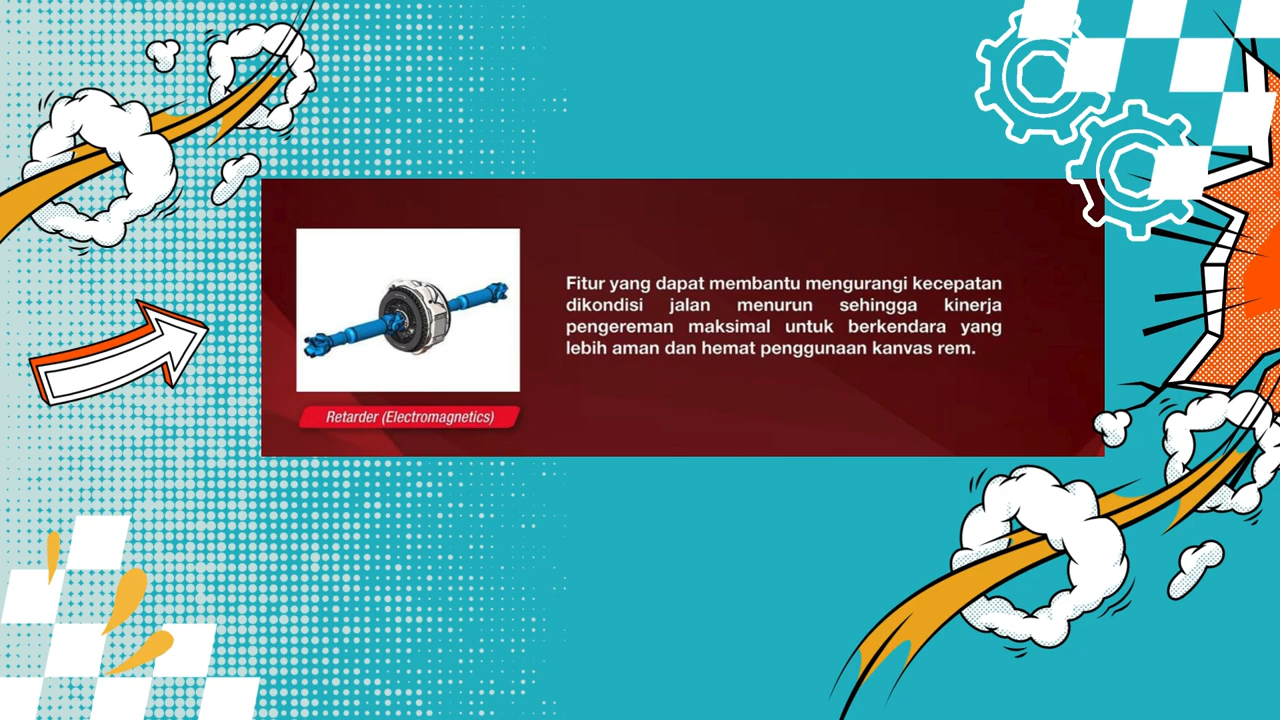 Fitur yang dapat membantu mengurangi kecepatan
dikondisi jalan menurun sehingga kinerja
pengereman maksimal untuk berkendara yang
lebih aman dan hemat penggunaan kanvas rem.
Retarder (Electromagnetics)